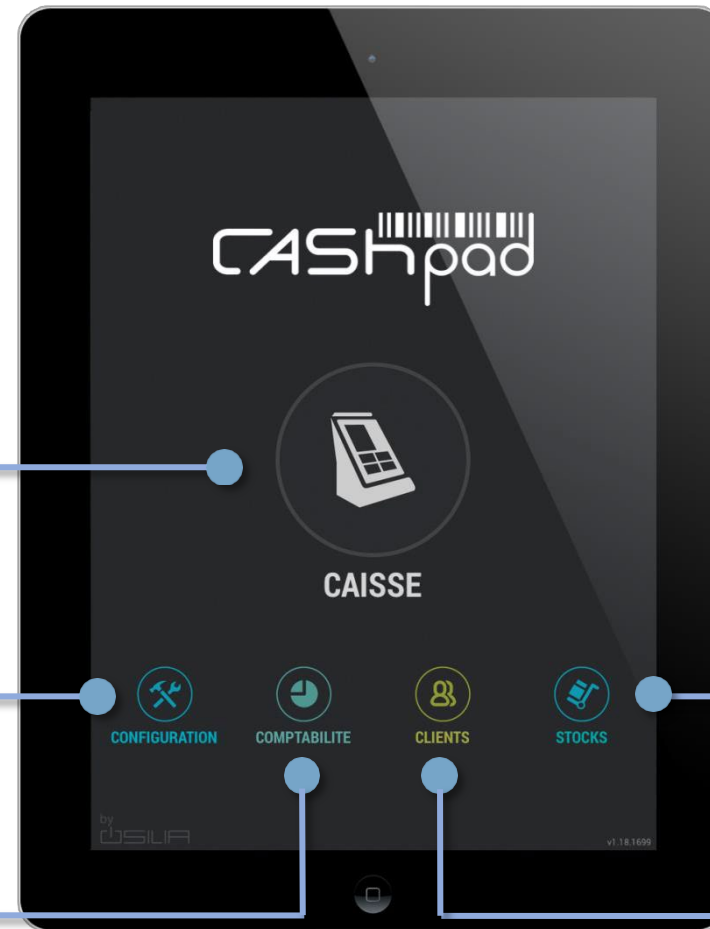 CASHpad
CAISSE
CONFIGURATION
COMPTABILITE
CLIENTS
STOCKS
by
OSILIA
v1.18.1699